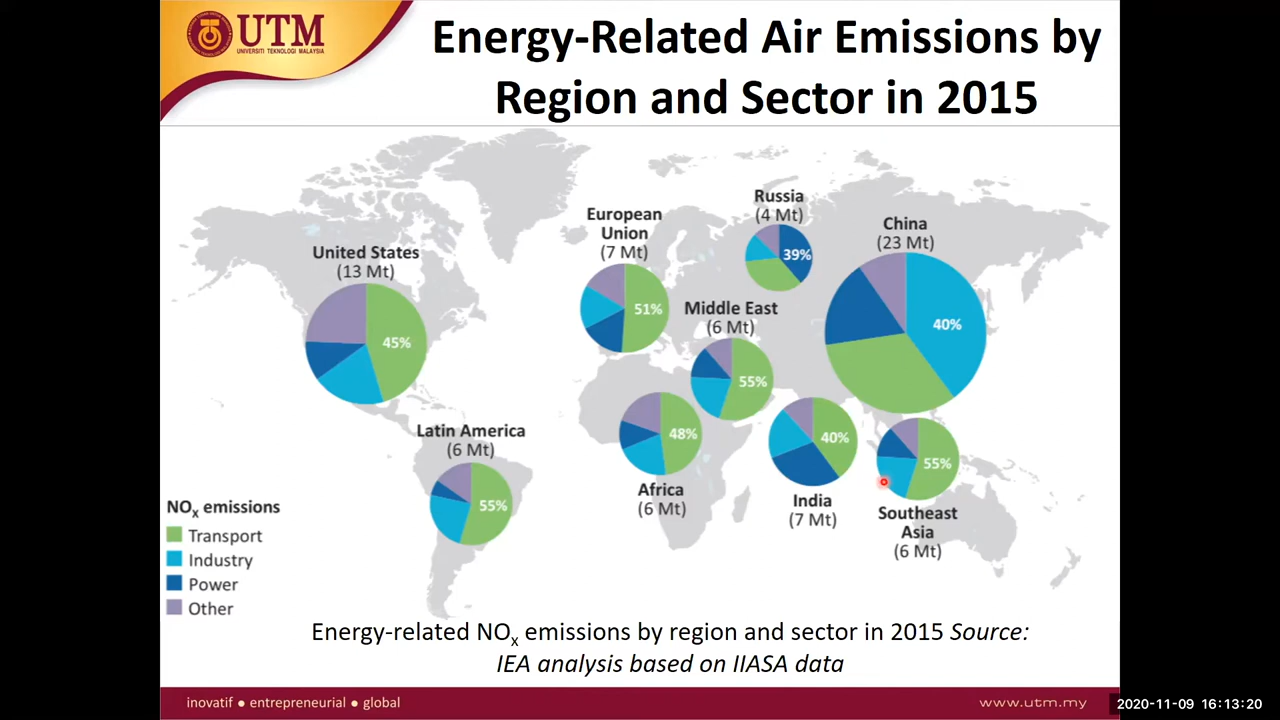 UTM
UNIVERSITI TEKNOLOGI MALAYSIA
Energy-Related Air Emissions by
Region and Sector in 2015
Russia
(4 Mt)
39%
European
Union
(7 Mt)
51%
China
(23 Mt)
40%
United States
(13 Mt)
45%
Middle East
(6 Mt)
55%
Latin America
(6 Mt)
55%
48%
Africa
(6 Mt)
40%
India
(7 Mt)
55%
Southeast
Asia
(6 Mt)
NOx emissions
Transport
Industry
Power
Other
Energy-related NOx emissions by region and sector in 2015 Source:
IEA analysis based on IIASA data
inovatif ● entrepreneurial ● global
www.utm.my
2020-11-09 16:13:20